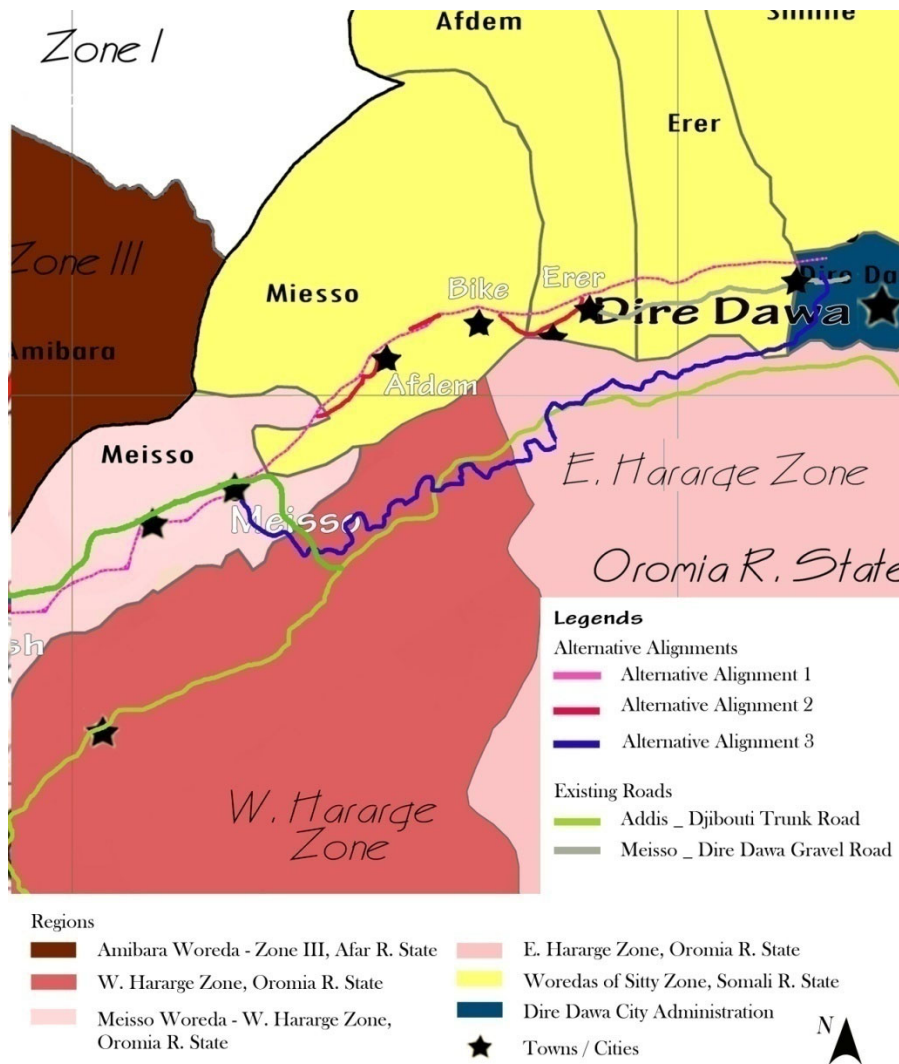 Zone I
Afdem
Erer
Zone III
Miesso
Bike
Erer
Dire Da
Dire Dawa
Amibara
Afdem
Meisso
E. Hararge Zone
Meisso
Oromia R. State
sh
W. Hararge
Zone
Legends
Alternative Alignments
Alternative Alignment 1
Alternative Alignment 2
Alternative Alignment 3
Existing Roads
Addis _ Djibouti Trunk Road
Meisso _ Dire Dawa Gravel Road
Regions
Amibara Woreda - Zone III, Afar R. State
W. Hararge Zone, Oromia R. State
Meisso Woreda - W. Hararge Zone,
Oromia R. State
E. Hararge Zone, Oromia R. State
Woredas of Sitty Zone, Somali R. State
Dire Dawa City Administration
Towns / Cities
N